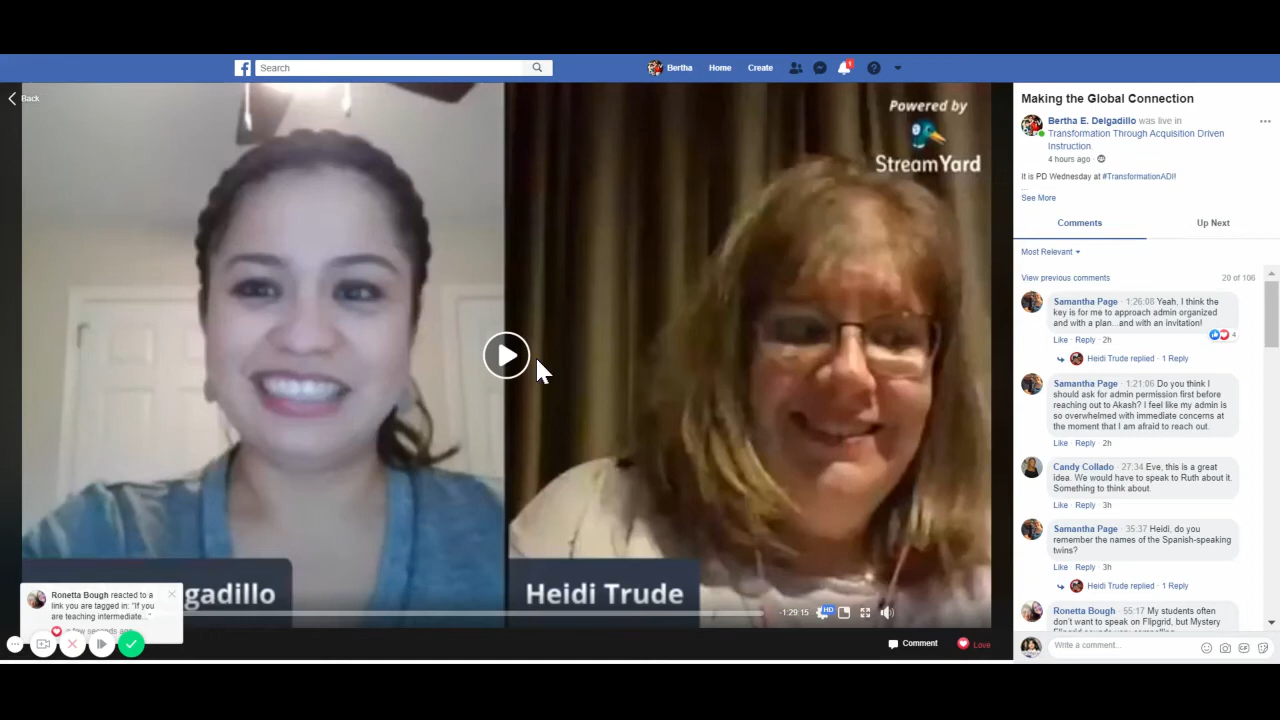 Search
Bertha
Home
Create
1
Back
Powered by
StreamYard
gadillo
Heidi Trude
Ronetta Bough reacted to a
link you are tagged in: "If you
are teaching intermediate..."
a few seconds ago
-1:29:15
HD
Comment
Love
Making the Global Connection
Bertha E. Delgadillo was live in
Transformation Through Acquisition Driven
Instruction.
4 hours ago ·
It is PD Wednesday at #TransformationADI!
...
See More
Comments
Up Next
Most Relevant
View previous comments
20 of 106
Samantha Page · 1:26:08 Yeah, I think the
key is for me to approach admin organized
and with a plan...and with an invitation!
4
Like · Reply · 2h
Heidi Trude replied · 1 Reply
Samantha Page · 1:21:06 Do you think I
should ask for admin permission first before
reaching out to Akash? I feel like my admin is
so overwhelmed with immediate concerns at
the moment that I am afraid to reach out.
Like · Reply · 2h
Candy Collado · 27:34 Eve, this is a great
idea. We would have to speak to Ruth about it.
Something to think about.
Like · Reply · 3h
Samantha Page · 35:37 Heidi, do you
remember the names of the Spanish-speaking
twins?
Like · Reply · 3h
Heidi Trude replied · 1 Reply
Ronetta Bough · 55:17 My students often
don't want to speak on Flipgrid, but Mystery
Write a comment...
GIF